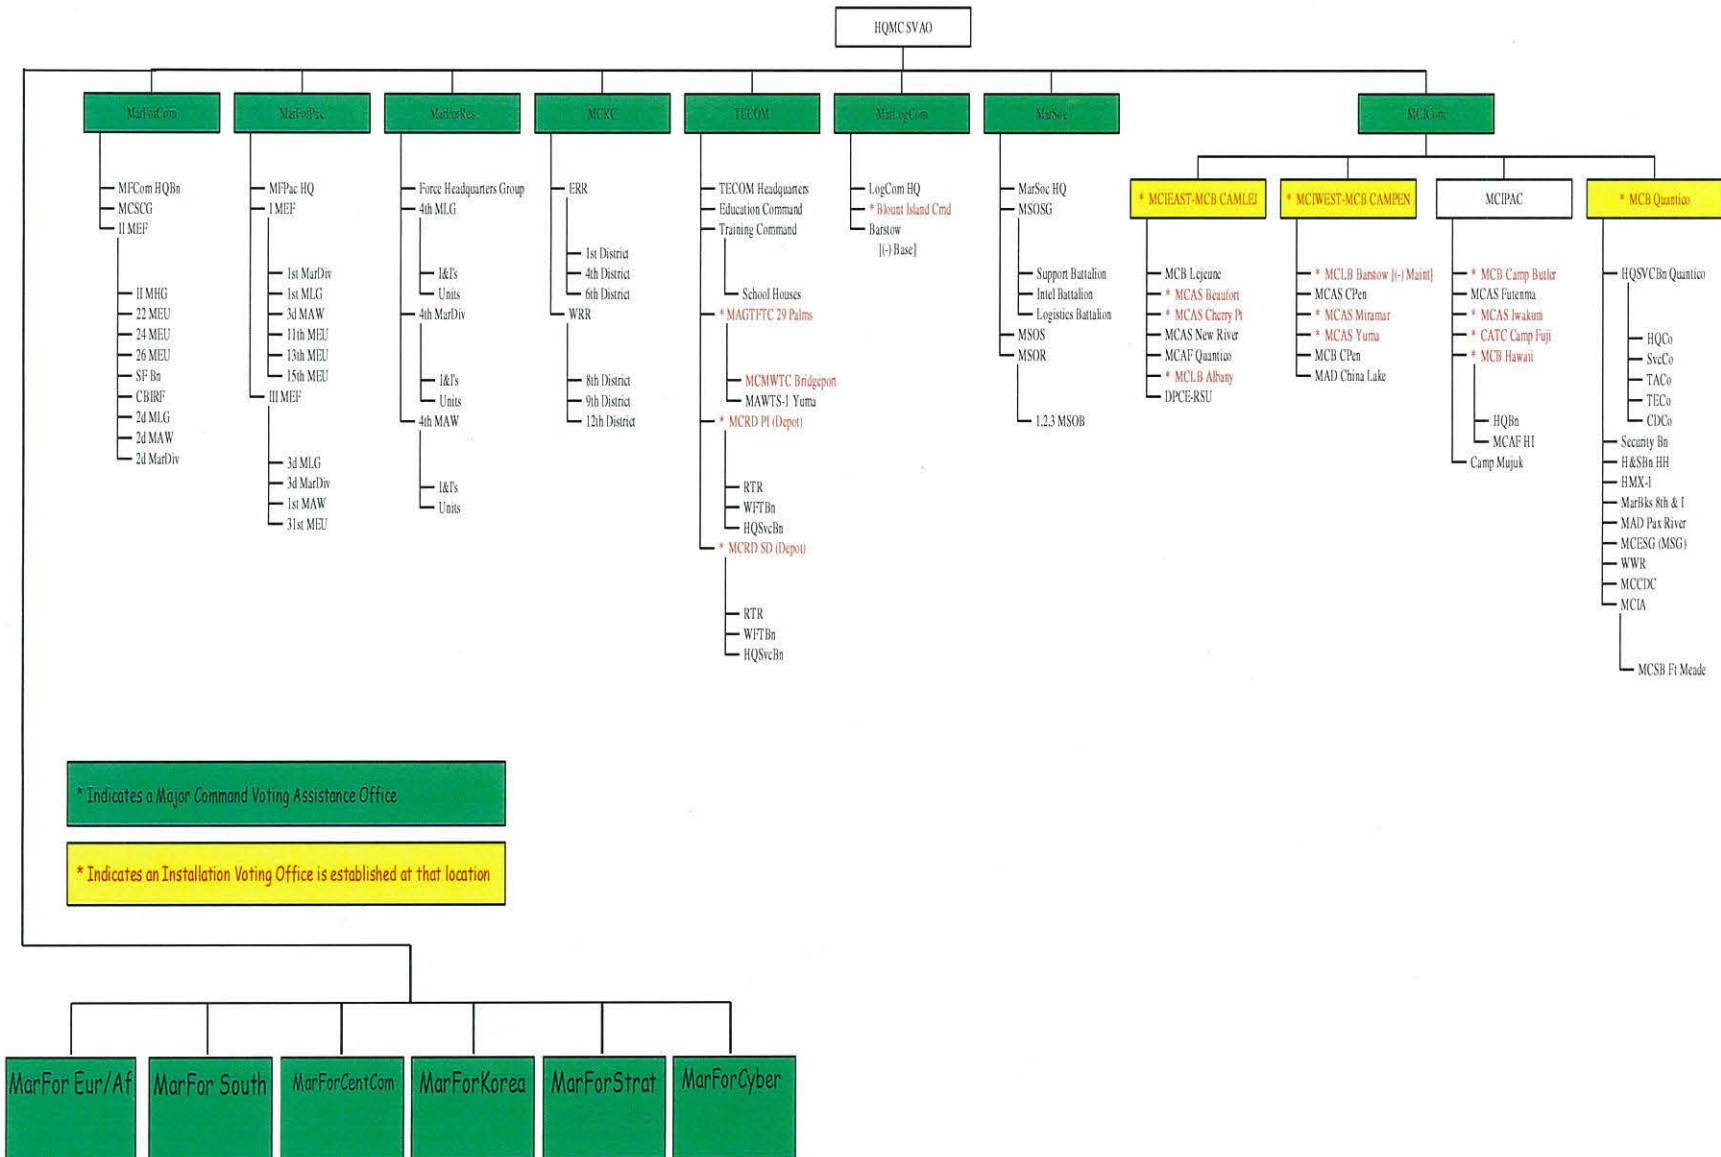 HQMC SVAO
MarForCom
MarForPac
MarForRes
MCRC
TECOM
MarLogCom
MarSoc
MCICom
MFCom HQBn
MCSCG
II MEF
II MHG
22 MEU
24 MEU
26 MEU
SF Bn
CBIRF
2d MLG
2d MAW
2d MarDiv
MFPac HQ
I MEF
1st MarDiv
1st MLG
3d MAW
11th MEU
13th MEU
15th MEU
III MEF
3d MLG
3d MarDiv
1st MAW
31st MEU
Force Headquarters Group
4th MLG
I&I's
Units
4th MarDiv
I&I's
Units
4th MAW
I&I's
Units
ERR
1st District
4th District
6th District
WRR
8th District
9th District
12th District
TECOM Headquarters
Education Command
Training Command
School Houses
* MAGTFTC 29 Palms
MCMWTC Bridgeport
MAWTS-1 Yuma
* MCRD PI (Depot)
RTR
WFTBn
HQSvcBn
* MCRD SD (Depot)
RTR
WFTBn
HQSvcBn
LogCom HQ
* Blount Island Cmd
Barstow
[(-) Base]
MarSoc HQ
MSOSG
Support Battalion
Intel Battalion
Logistics Battalion
MSOS
MSOR
1,2,3 MSOB
* MCIEAST-MCB CAMLEJ
MCB Lejeune
* MCAS Beaufort
* MCAS Cherry Pt
MCAS New River
MCAF Quantico
* MCLB Albany
DPCE-RSU
* MCIWEST-MCB CAMPEN
* MCLB Barstow [(-) Maint]
MCAS CPen
* MCAS Miramar
* MCAS Yuma
MCB CPen
MAD China Lake
MCIPAC
* MCB Camp Butler
MCAS Futenma
* MCAS Iwakuni
* CATC Camp Fuji
* MCB Hawaii
HQBn
MCAF HI
Camp Mujuk
* MCB Quantico
HQSVCBn Quantico
HQCo
SvcCo
TACo
TECo
CDCo
Security Bn
H&SBn HH
HMX-1
MarBks 8th & I
MAD Pax River
MCESG (MSG)
WWR
MCCDC
MCIA
MCSB Ft Meade
* Indicates a Major Command Voting Assistance Office
* Indicates an Installation Voting Office is established at that location
MarFor Eur/Af
MarFor South
MarForCentCom
MarForKorea
MarForStrat
MarForCyber